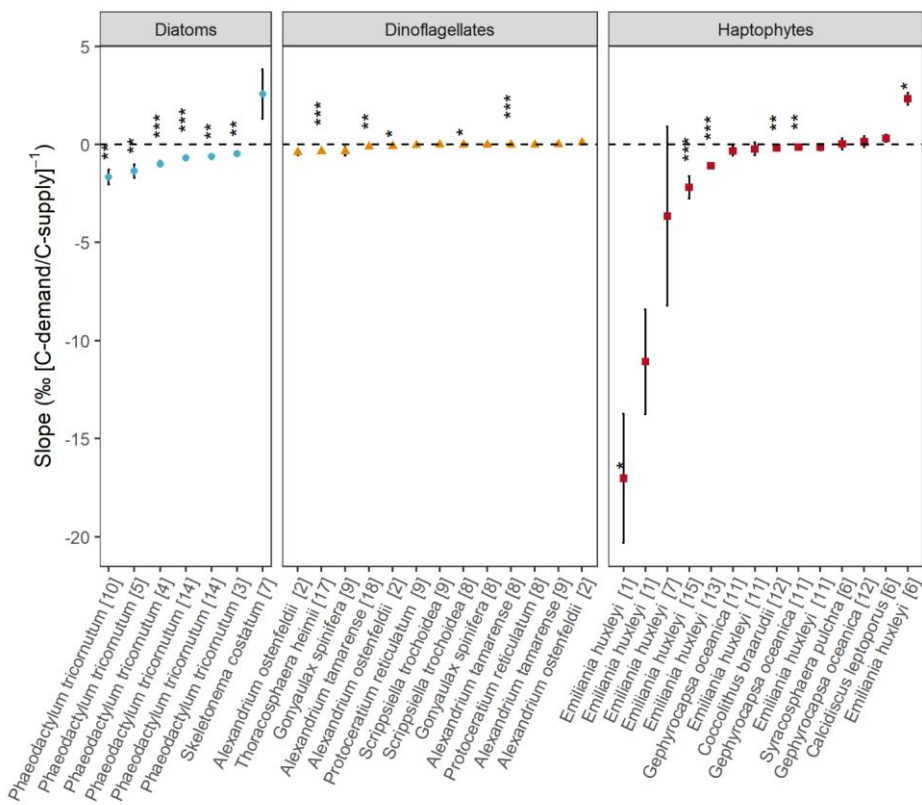 Diatoms
Dinoflagellates
Haptophytes
Slope (‰ [C-demand/C-supply]⁻¹)
5
0
-5
-10
-15
-20
**
**
***
***
**
**
***
**
*
*
***
*
***
***
**
**
*
Phaeodactylum tricornutum [10]
Phaeodactylum tricornutum [5]
Phaeodactylum tricornutum [4]
Phaeodactylum tricornutum [14]
Phaeodactylum tricornutum [14]
Phaeodactylum tricornutum [3]
Skeletonema costatum [7]
Alexandrium ostenfeldii [2]
Thoracosphaera heimii [17]
Gonyaulax spinifera [9]
Alexandrium tamarense [18]
Alexandrium ostenfeldii [2]
Protoceratium reticulatum [9]
Scrippsiella trochoidea [9]
Scrippsiella trochoidea [8]
Gonyaulax spinifera [8]
Alexandrium tamarense [8]
Protoceratium reticulatum [8]
Alexandrium tamarense [9]
Alexandrium ostenfeldii [2]
Emiliania huxleyi [1]
Emiliania huxleyi [11]
Emiliania huxleyi [7]
Emiliania huxleyi [15]
Emiliania huxleyi [13]
Gephyrocapsa oceanica [11]
Emiliania huxleyi [11]
Coccolithus braarudii [12]
Gephyrocapsa oceanica [11]
Emiliania huxleyi [11]
Syracosphaera pulchra [6]
Gephyrocapsa oceanica [12]
Calcidiscus leptoporus [6]
Emiliania huxleyi [6]